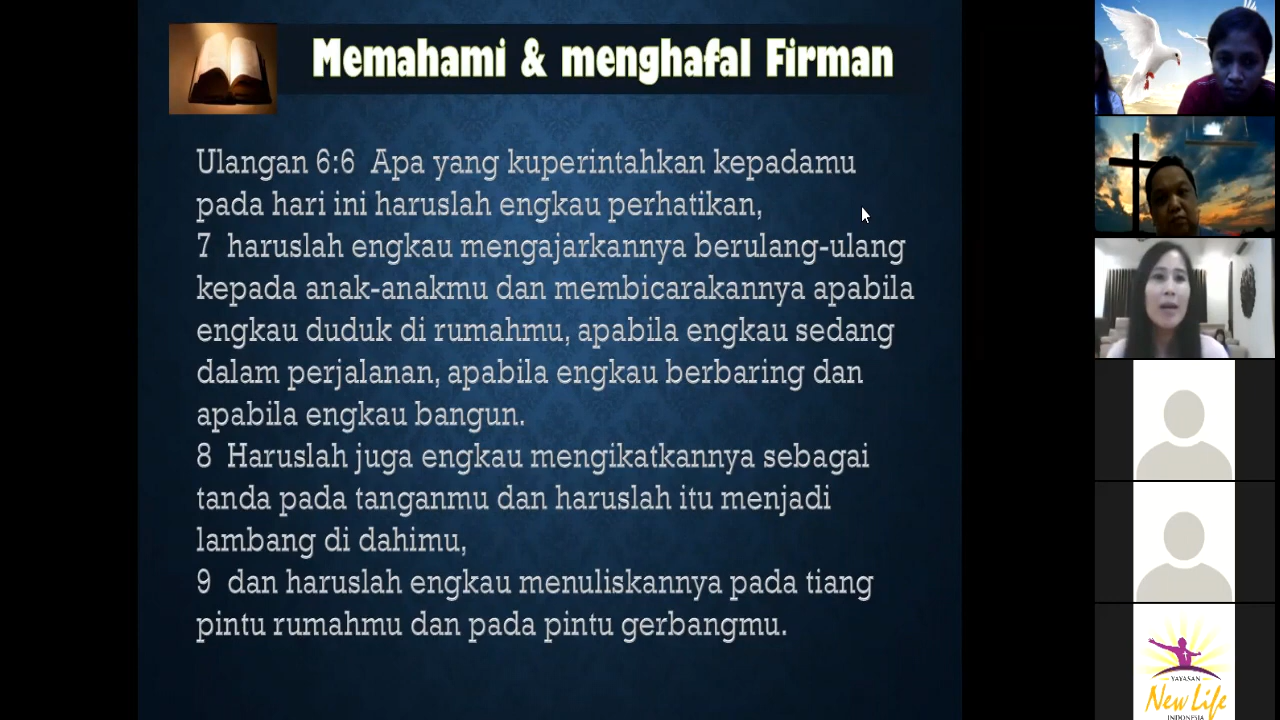 Memahami & menghafal Firman
Ulangan 6:6 Apa yang kuperintahkan kepadamu
pada hari ini haruslah engkau perhatikan,
7 haruslah engkau mengajarkannya berulang-ulang
kepada anak-anakmu dan membicarakannya apabila
engkau duduk di rumahmu, apabila engkau sedang
dalam perjalanan, apabila engkau berbaring dan
apabila engkau bangun.
8 Haruslah juga engkau mengikatkannya sebagai
tanda pada tanganmu dan haruslah itu menjadi
lambang di dahimu,
9 dan haruslah engkau menuliskannya pada tiang
pintu rumahmu dan pada pintu gerbangmu.
YAYASAN
New Life
INDONESIA